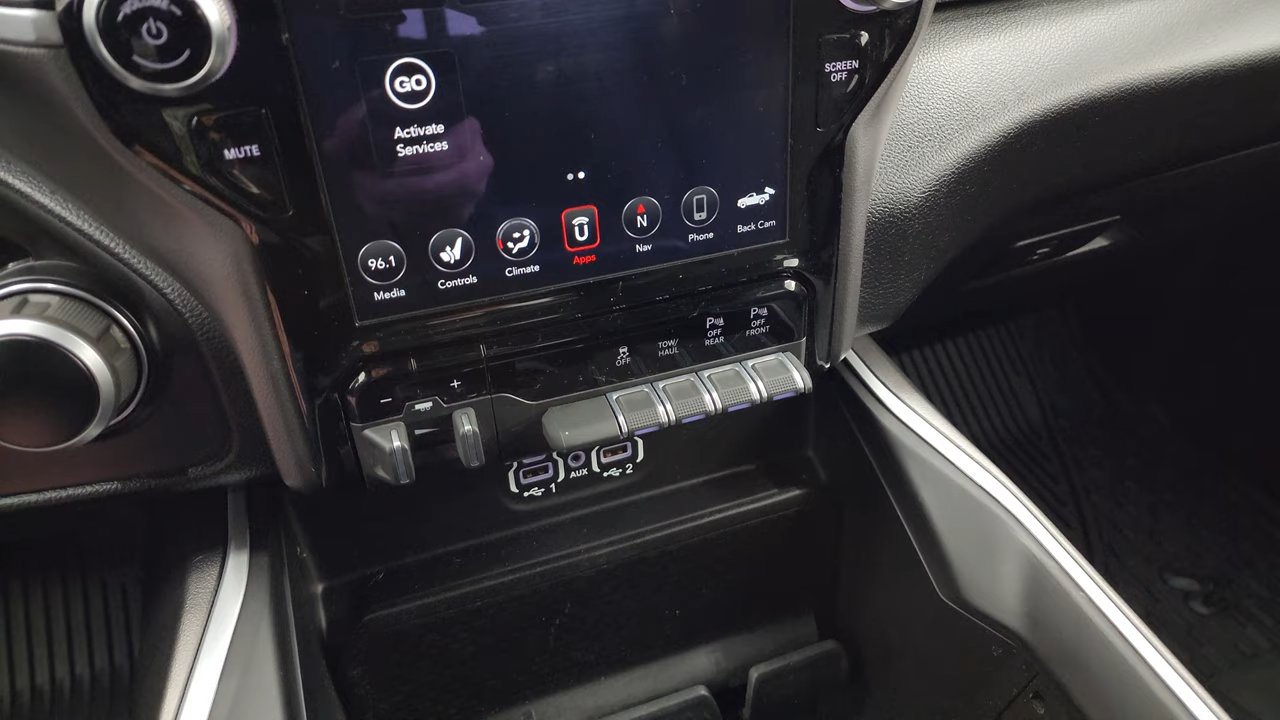 VOLUME
MUTE
SCREEN
OFF
GO
Activate
Services
96.1
Media
Controls
Climate
U
Apps
N
Nav
Phone
Back Cam
- +
OFF
TOW/
HAUL
P
OFF
REAR
P
OFF
FRONT
1
AUX
2